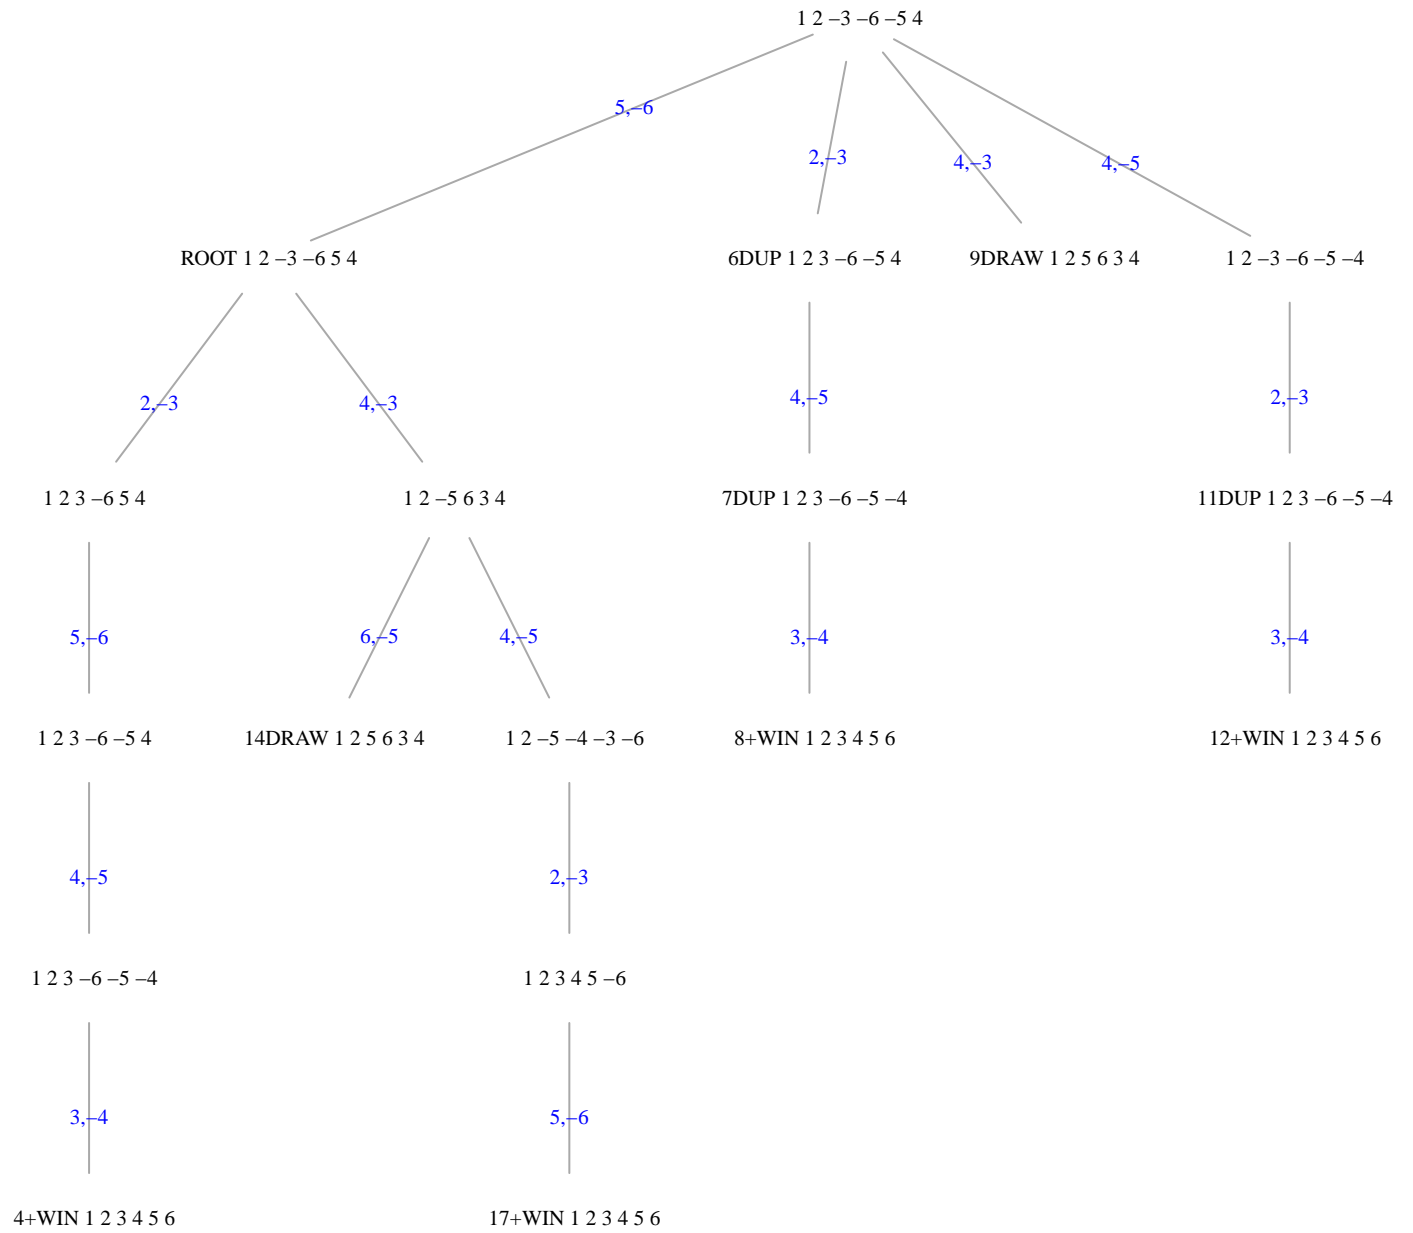 1 2 −3 −6 −5 4
5,−6
2,−3
4,−3
4,−5
ROOT 1 2 −3 −6 5 4
6DUP 1 2 3 −6 −5 4
9DRAW 1 2 5 6 3 4
1 2 −3 −6 −5 −4
2,−3
4,−3
4,−5
2,−3
1 2 3 −6 5 4
1 2 −5 6 3 4
7DUP 1 2 3 −6 −5 −4
11DUP 1 2 3 −6 −5 −4
5,−6
6,−5
4,−5
3,−4
3,−4
1 2 3 −6 −5 4
14DRAW 1 2 5 6 3 4
1 2 −5 −4 −3 −6
8+WIN 1 2 3 4 5 6
12+WIN 1 2 3 4 5 6
4,−5
2,−3
1 2 3 −6 −5 −4
1 2 3 4 5 −6
3,−4
5,−6
4+WIN 1 2 3 4 5 6
17+WIN 1 2 3 4 5 6